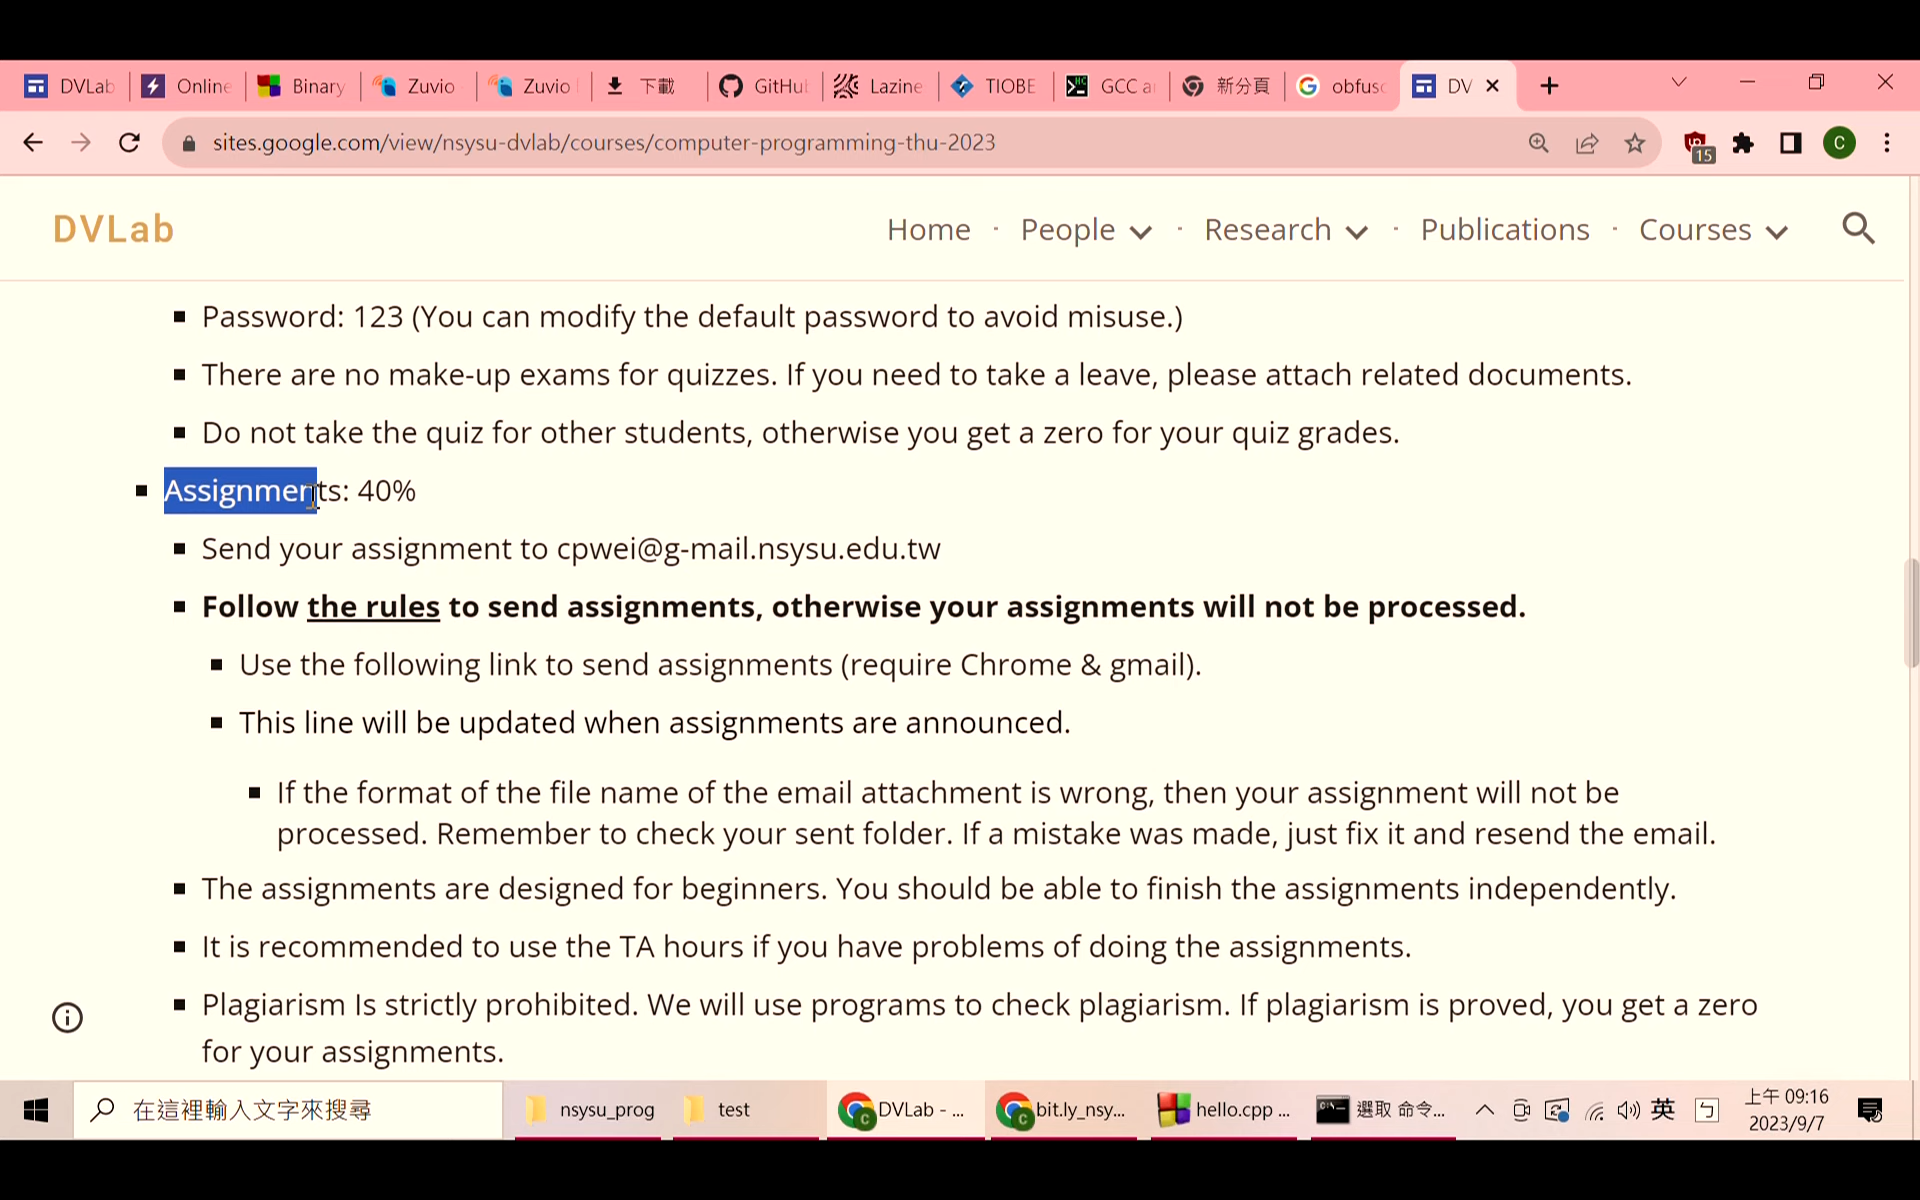 DVLab
Online
Binary
Zuvio
Zuvio
下載
GitHu
Lazine
TIOBE
GCC a
新分頁
obfusc
DV
sites.google.com/view/nsysu-dvlab/courses/computer-programming-thu-2023
15
C
DVLab
Home · People · Research · Publications · Courses
Password: 123 (You can modify the default password to avoid misuse.)
There are no make-up exams for quizzes. If you need to take a leave, please attach related documents.
Do not take the quiz for other students, otherwise you get a zero for your quiz grades.
Assignments: 40%
Send your assignment to cpwei@g-mail.nsysu.edu.tw
Follow the rules to send assignments, otherwise your assignments will not be processed.
Use the following link to send assignments (require Chrome & gmail).
This line will be updated when assignments are announced.
If the format of the file name of the email attachment is wrong, then your assignment will not be
processed. Remember to check your sent folder. If a mistake was made, just fix it and resend the email.
The assignments are designed for beginners. You should be able to finish the assignments independently.
It is recommended to use the TA hours if you have problems of doing the assignments.
Plagiarism Is strictly prohibited. We will use programs to check plagiarism. If plagiarism is proved, you get a zero
for your assignments.
在這裡輸入文字來搜尋
nsysu_prog
test
DVLab - ...
bit.ly_nsy...
hello.cpp ...
選取 命令...
英
上午 09:16
2023/9/7